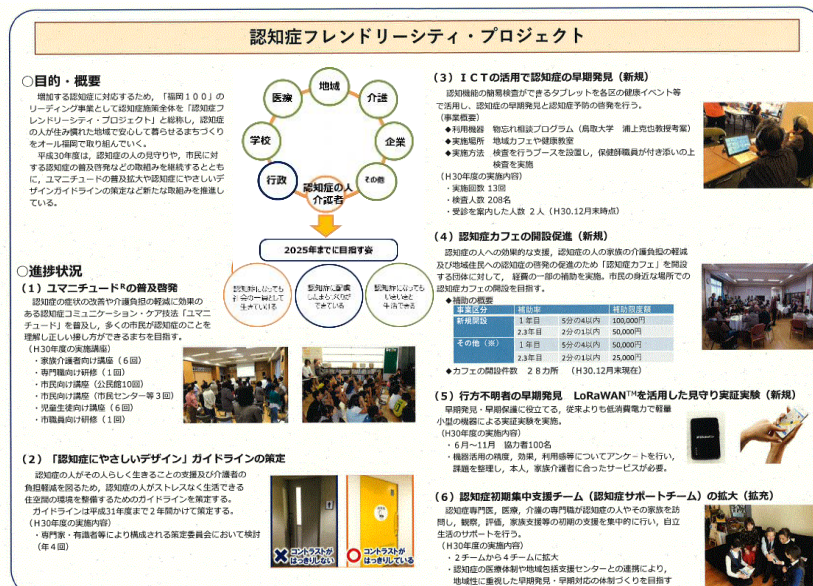 認知症フレンドリーシティ・プロジェクト
○目的・概要
増加する認知症に対応するため,「福岡100」の
リーディング事業として認知症施策全体を「認知症フ
レンドリーシティ・プロジェクト」と総称し、認知症
の人が住み慣れた地域で安心して暮らせるまちづくり
をオール福岡で取り組んでいく。
平成30年度は,認知症の人の見守りや,市民に対
する認知症の普及啓発などの取組みを継続するとと
もに,ユマニチュードの普及拡大や認知症にやさしいデ
ザインガイドラインの策定など新たな取組みを推進し
ている。
地域
医療
介護
学校
企業
行政
その他
認知症の人
介護者
2025年までに目指す姿
認知症になっても
社会の一員として
生きていける
認知症に配慮
したまちづくりが
できている
認知症になっても
いきいきと
生活できる
○進捗状況
(1)ユマニチュードRの普及啓発
認知症の症状の改善や介護負担の軽減に効果の
ある認知症コミュニケーション・ケア技法「ユマニ
チュード」を普及し,多くの市民が認知症のことを
理解し正しい接し方ができるまちを目指す。
(H30年度の実施講座)
・家族介護者向け講座(6回)
・専門職向け研修(1回)
・市民向け講座(公民館10回)
・市民向け講座(市民センター等3回)
・児童生徒向け講座(6回)
・市職員向け研修(1回)
(2)「認知症にやさしいデザイン」ガイドラインの策定
認知症の人がその人らしく生きることの支援及び介護者の
負担軽減を図るため,認知症の人がストレスなく生活できる
住空間の環境を整備するためのガイドラインを策定する。
ガイドラインは平成31年度まで2年間かけて策定する。
(H30年度の実施内容)
・専門家・有識者等により構成される策定委員会において検討
(年4回)
コントラストが
はっきりしない
コントラストが
はっきりしている
(3)ICTの活用で認知症の早期発見(新規)
認知機能の簡易検査ができるタブレットを各区の健康イベント等
で活用し、認知症の早期発見と認知症予防の啓発を行う。
(事業概要)
◆利用機器 物忘れ相談プログラム(鳥取大学 浦上克也教授考案)
◆実施場所 地域カフェや健康教室
◆実施方法 検査を行うブースを設置し,保健師職員が付き添いの上
検査を実施
(H30年度の実施内容)
・実施回数 13回
・検査人数 208名
・受診を案内した人数 2人(H30.12月末時点)
(4)認知症カフェの開設促進(新規)
認知症の人への効果的な支援,認知症の人の家族の介護負担の軽減
及び地域住民への認知症の啓発の促進のため「認知症カフェ」を開設
する団体に対して,経費の一部の補助を実施。市民の身近な場所での
認知症カフェの開設を目指す。
◆補助の概要
事業区分 補助率 補助限度額
新規開設 1年目 5分の4以内 100,000円
2.3年目 2分の1以内 50,000円
その他(※) 1年目 5分の4以内 50,000円
2.3年目 2分の1以内 25,000円
◆カフェの開設件数 28カ所 (H30.12月末現在)
(5)行方不明者の早期発見 LoRaWAN™を活用した見守り実証実験(新規)
早期発見・早期保護に役立てる,従来よりも低消費電力で軽量
小型の機器による実証実験を実施。
(H30年度の実施内容)
・6月~11月 協力者100名
・機器活用の精度,効果,利用感等についてアンケートを行い,
課題を整理し,本人,家族介護者に合ったサービスが必要。
(6)認知症初期集中支援チーム(認知症サポートチーム)の拡大(拡充)
認知症専門医,医療,介護の専門職が認知症の人やその家族を訪
問し,観察,評価,家族支援等の初期の支援を集中的に行い,自立
生活のサポートを行う。
(H30年度の実施内容)
・2チームから4チームに拡大
・認知症の医療体制や地域包括支援センターとの連携により,
地域性に重視した早期発見・早期対応の体制づくりを目指す